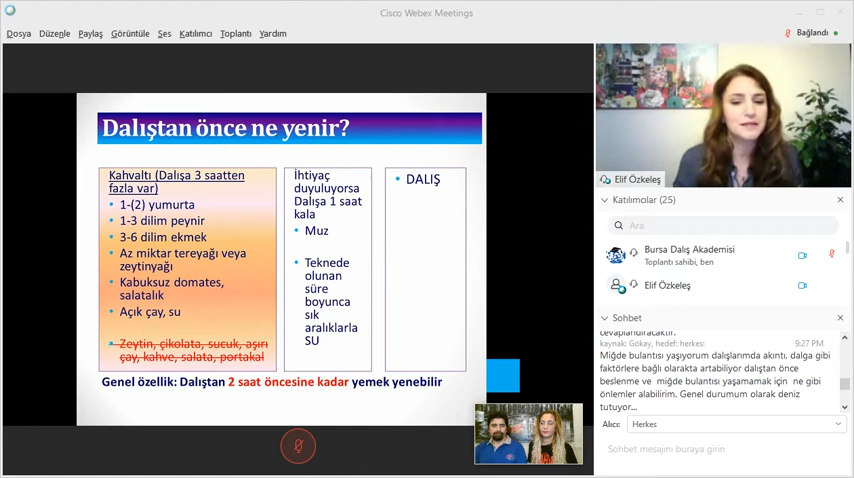 Cisco Webex Meetings
Dosya Düzenle Paylaş Görüntüle Ses Katılımcı Toplantı Yardım
Bağlandı
Dalıştan önce ne yenir?
Kahvaltı (Dalışa 3 saatten
fazla var)
1-(2) yumurta
1-3 dilim peynir
3-6 dilim ekmek
Az miktar tereyağı veya
zeytinyağı
Kabuksuz domates,
salatalık
Açık çay, su
Zeytin, çikolata, sucuk, aşırı
çay, kahve, salata, portakal
İhtiyaç
duyuluyorsa
Dalışa 1 saat
kala
Muz
Teknede
olunan
süre
boyunca
sık
aralıklarla
SU
DALIŞ
Genel özellik: Dalıştan 2 saat öncesine kadar yemek yenebilir
Elif Özkeleş
Katılımcılar (25)
Ara
Bursa Dalış Akademisi
Toplantı sahibi, ben
Elif Özkeleş
Sohbet
cevaplandıracaktır.
kaynak: Gökay, hedef: herkes: 9:27 PM
Miğde bulantısı yaşıyorum dalışlarımda akıntı, dalga gibi
faktörlere bağlı olarakta artabiliyor dalıştan önce
beslenme ve miğde bulantısı yaşamamak için ne gibi
önlemler alabilirim. Genel durumum olarak deniz
tutuyor...
Alıcı: Herkes
Sohbet mesajını buraya girin